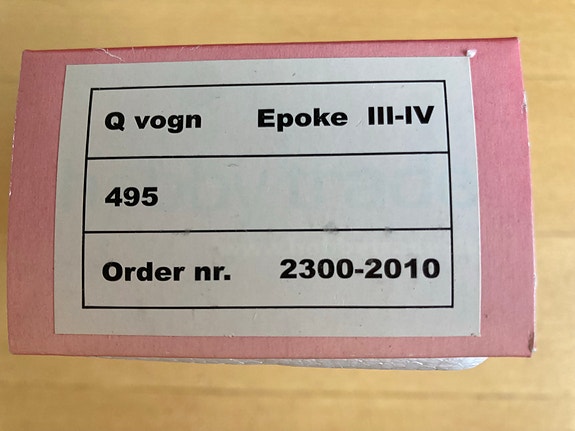 Q vogn Epoke III-IV
495
Order nr. 2300-2010